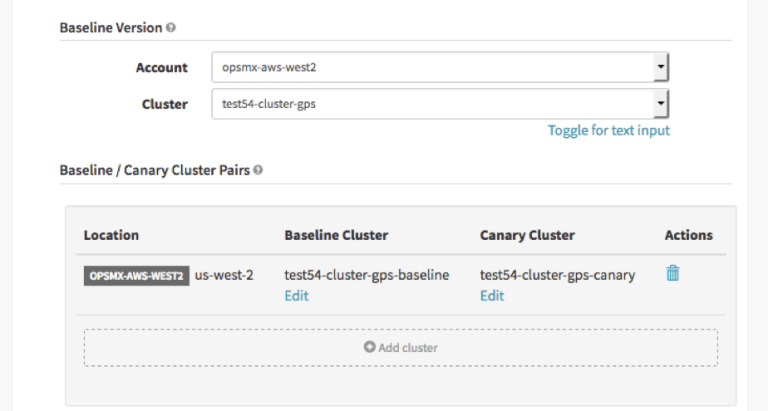 Baseline Version
Account opsmx-aws-west2
Cluster test54-cluster-gps
Toggle for text input
Baseline / Canary Cluster Pairs
Location Baseline Cluster Canary Cluster Actions
OPSMX-AWS-WEST2 us-west-2 test54-cluster-gps-baseline test54-cluster-gps-canary
Edit Edit
Add cluster